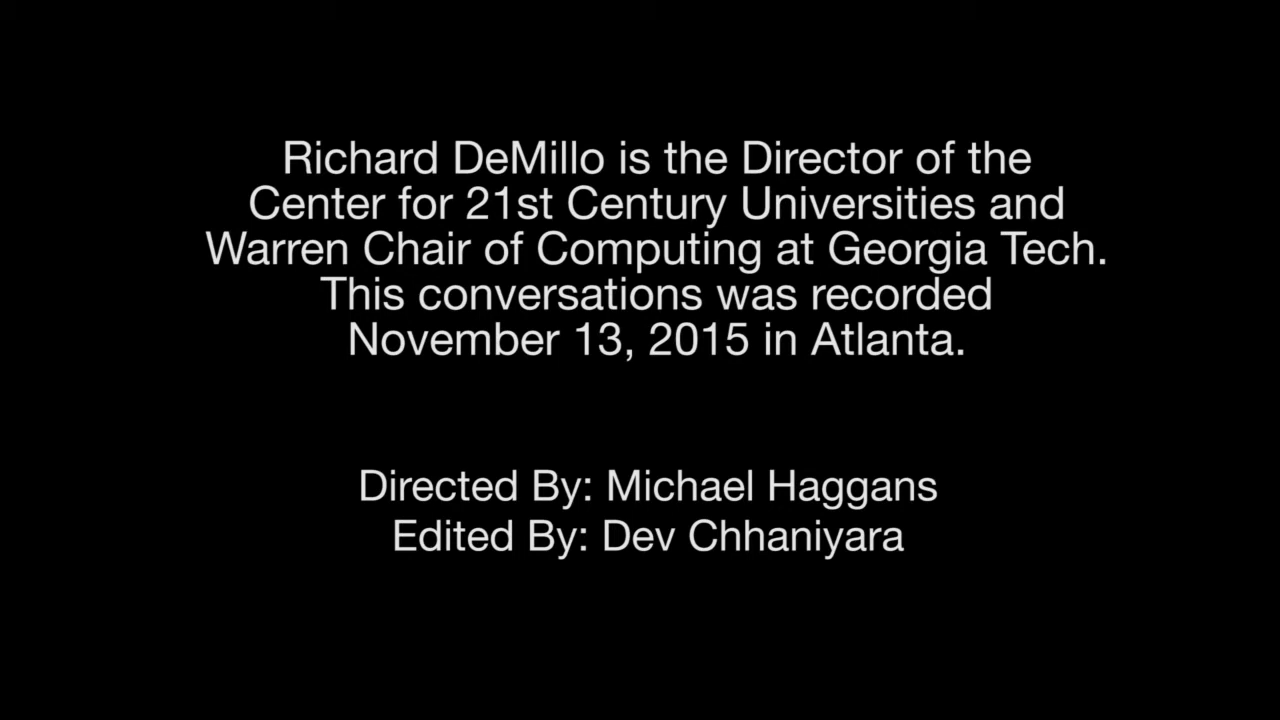 Richard DeMillo is the Director of the
Center for 21st Century Universities and
Warren Chair of Computing at Georgia Tech.
This conversations was recorded
November 13, 2015 in Atlanta.
Directed By: Michael Haggans
Edited By: Dev Chhaniyara